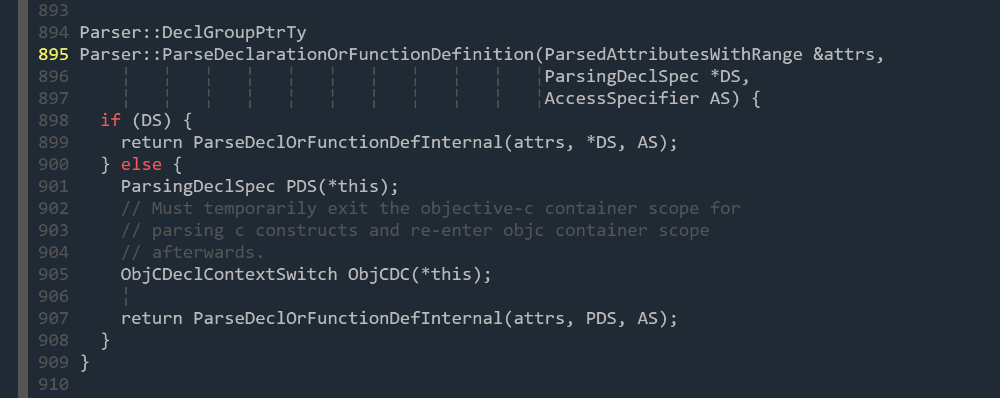 893
894 Parser::DeclGroupPtrTy
895 Parser::ParseDeclarationOrFunctionDefinition(ParsedAttributesWithRange &attrs,
896                                              ParsingDeclSpec *DS,
897                                              AccessSpecifier AS) {
898   if (DS) {
899     return ParseDeclOrFunctionDefInternal(attrs, *DS, AS);
900   } else {
901     ParsingDeclSpec PDS(*this);
902     // Must temporarily exit the objective-c container scope for
903     // parsing c constructs and re-enter objc container scope
904     // afterwards.
905     ObjCDeclContextSwitch ObjCDC(*this);
906
907     return ParseDeclOrFunctionDefInternal(attrs, PDS, AS);
908   }
909 }
910